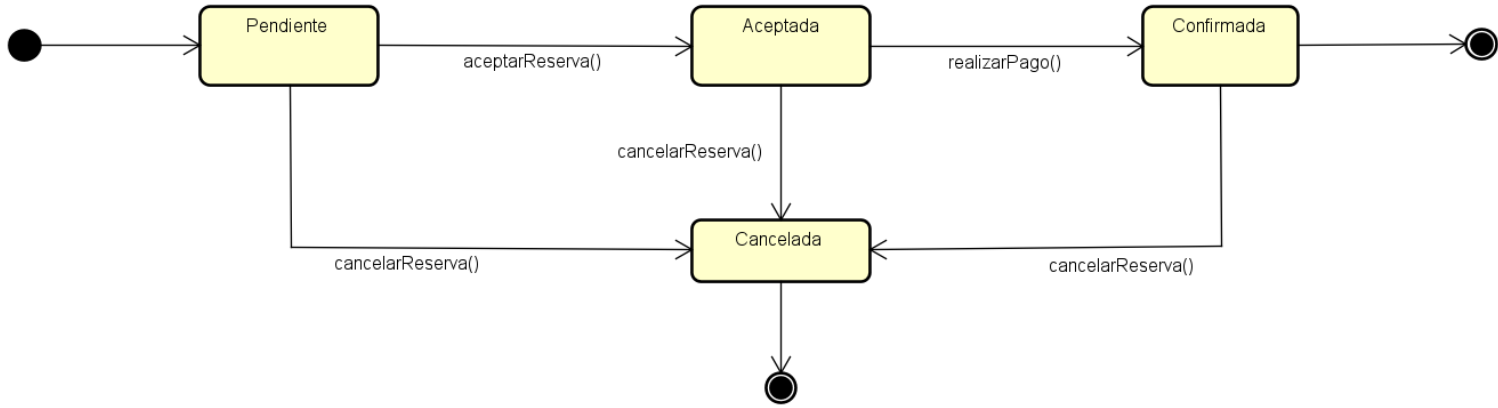 Pendiente
Aceptada
Confirmada
aceptarReserva()
realizarPago()
cancelarReserva()
Cancelada
cancelarReserva()
cancelarReserva()